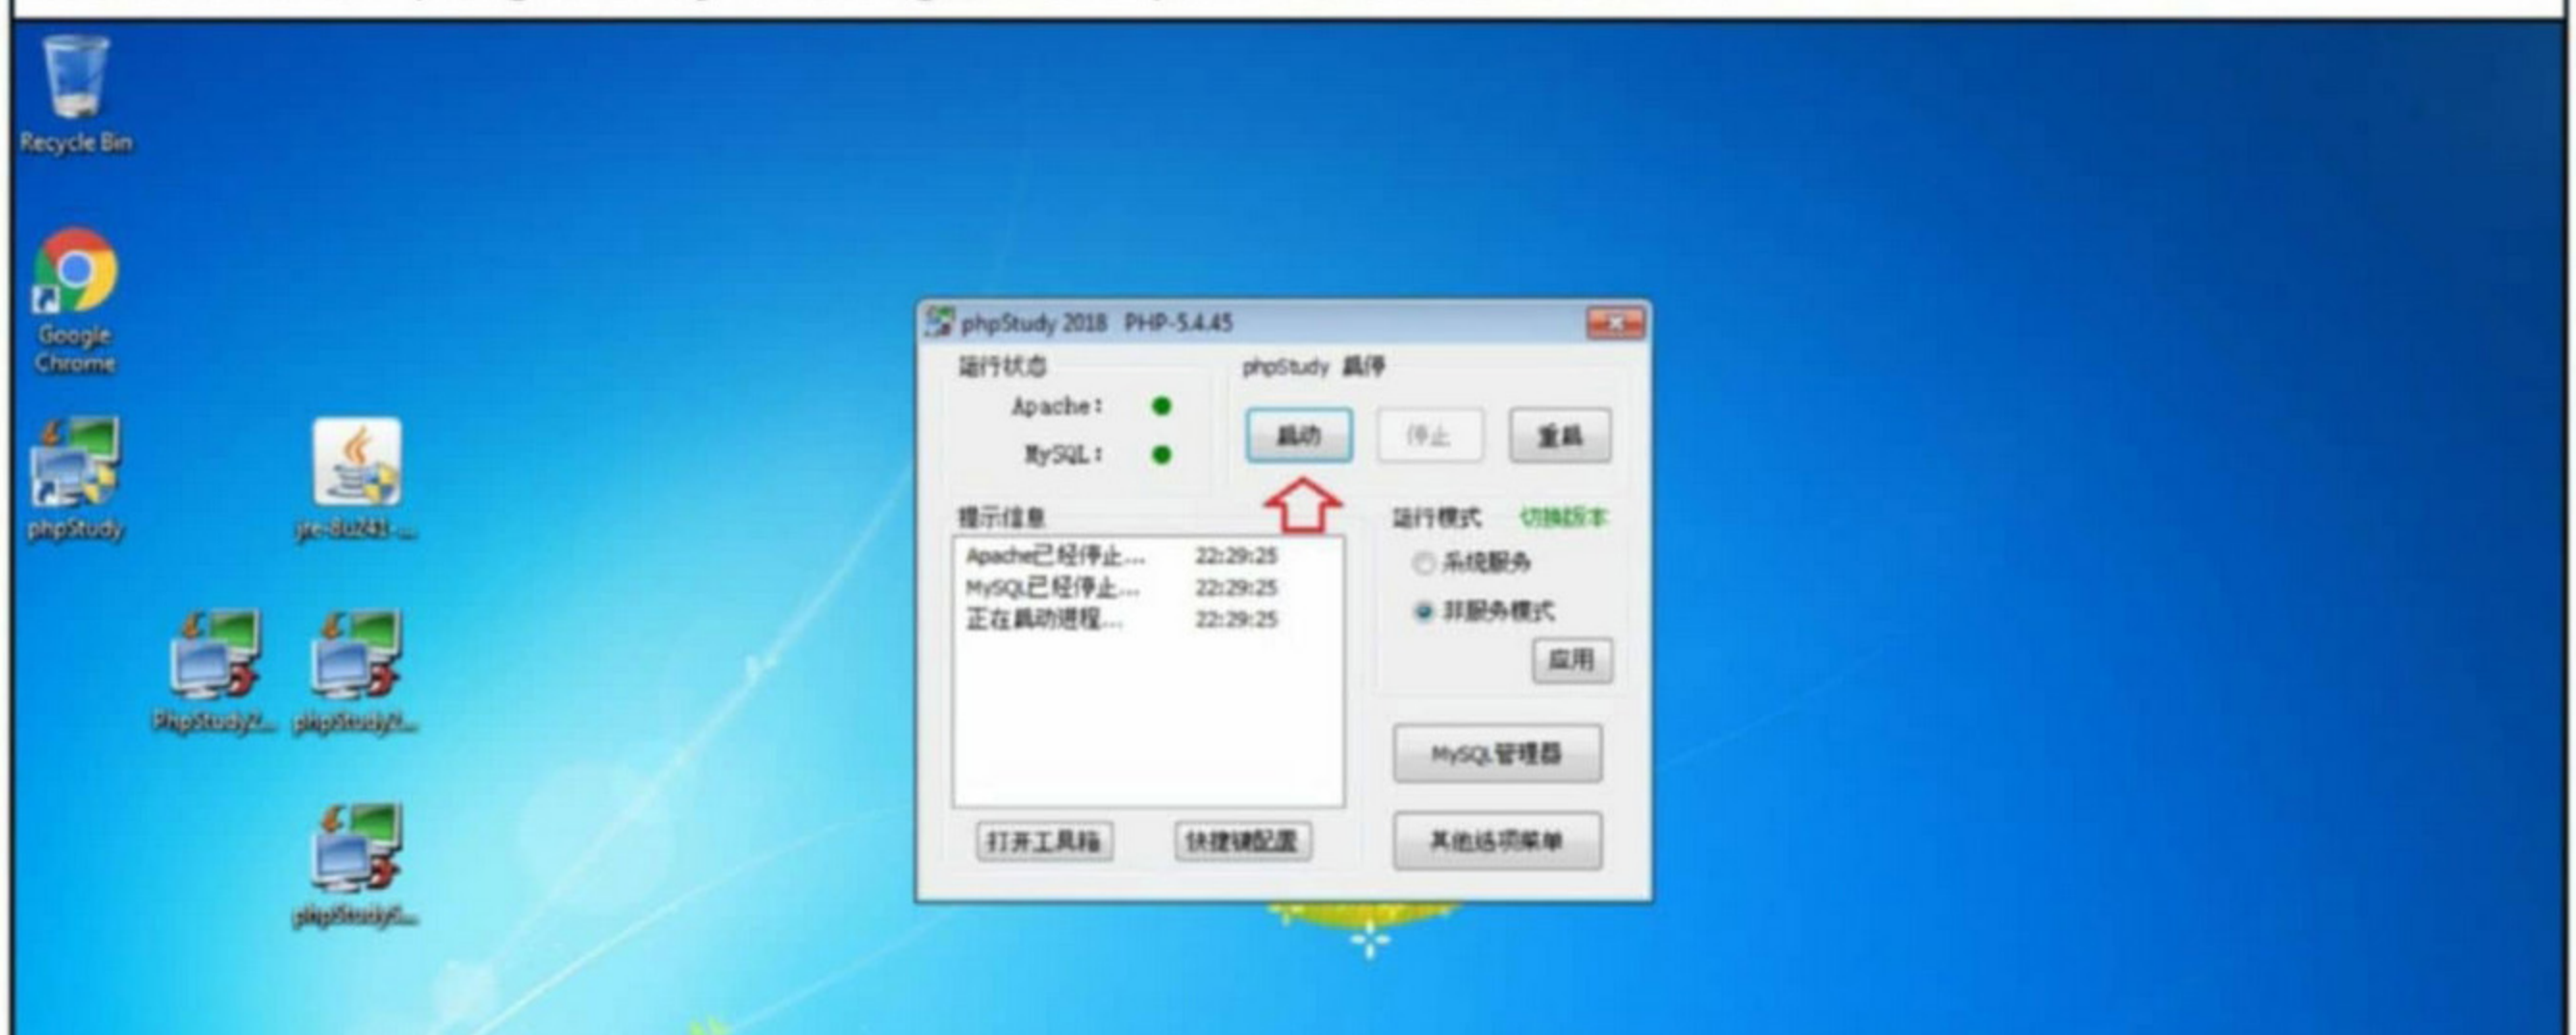 Recycle Bin
Google
Chrome
phpStudy
jre-8u241-...
PhpStudy2...
phpStudy2...
phpStudy5...
phpStudy 2018 PHP-5.4.45
运行状态
Apache:
MySQL:
phpStudy 启停
启动
停止
重启
提示信息
Apache已经停止... 22:29:25
MySQL已经停止... 22:29:25
正在启动进程... 22:29:25
运行模式
切换版本
系统服务
非服务模式
应用
MySQL管理器
其他选项菜单
打开工具箱
快捷键配置